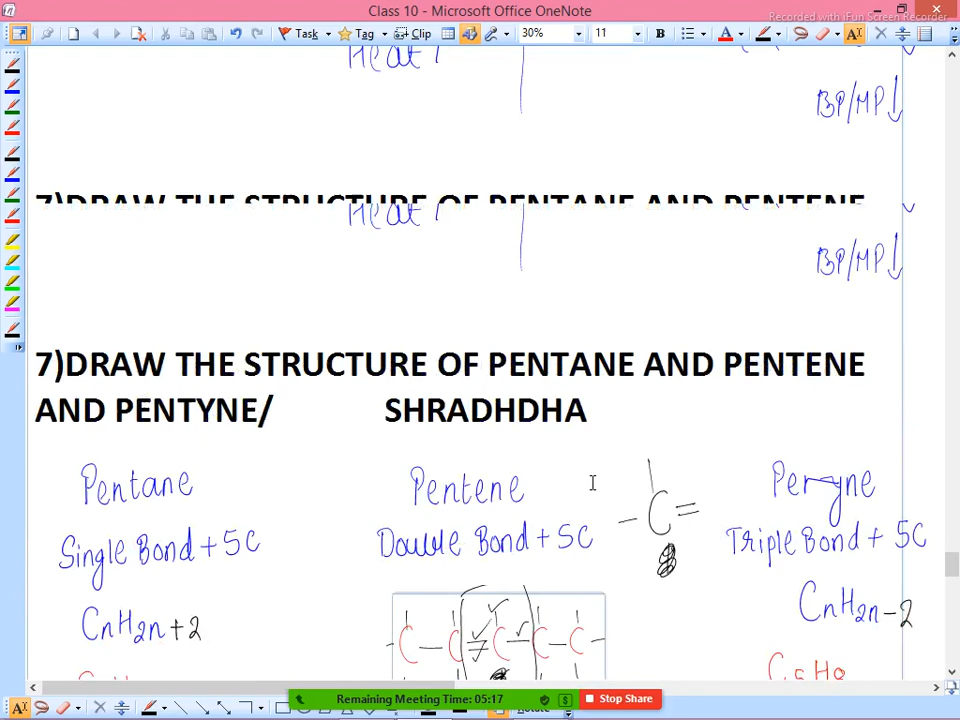 Class 10 - Microsoft Office OneNote
Recorded with iFun Screen Recorder
Task Tag Clip 30% 11 B A
Heat
BP/MP↓
7)DRAW THE STRUCTURE OF PENTANE AND PENTENE
Heat
BP/MP↓
7)DRAW THE STRUCTURE OF PENTANE AND PENTENE
AND PENTYNE/ SHRADHDHA
Pentane Pentene
Single Bond + 5C Double Bond + 5C Triple Bond + 5C
-C=
CnH2n+2 CnH2n-2
C C C C C
C5H8
Remaining Meeting Time: 05:17 Stop Share
Rotate